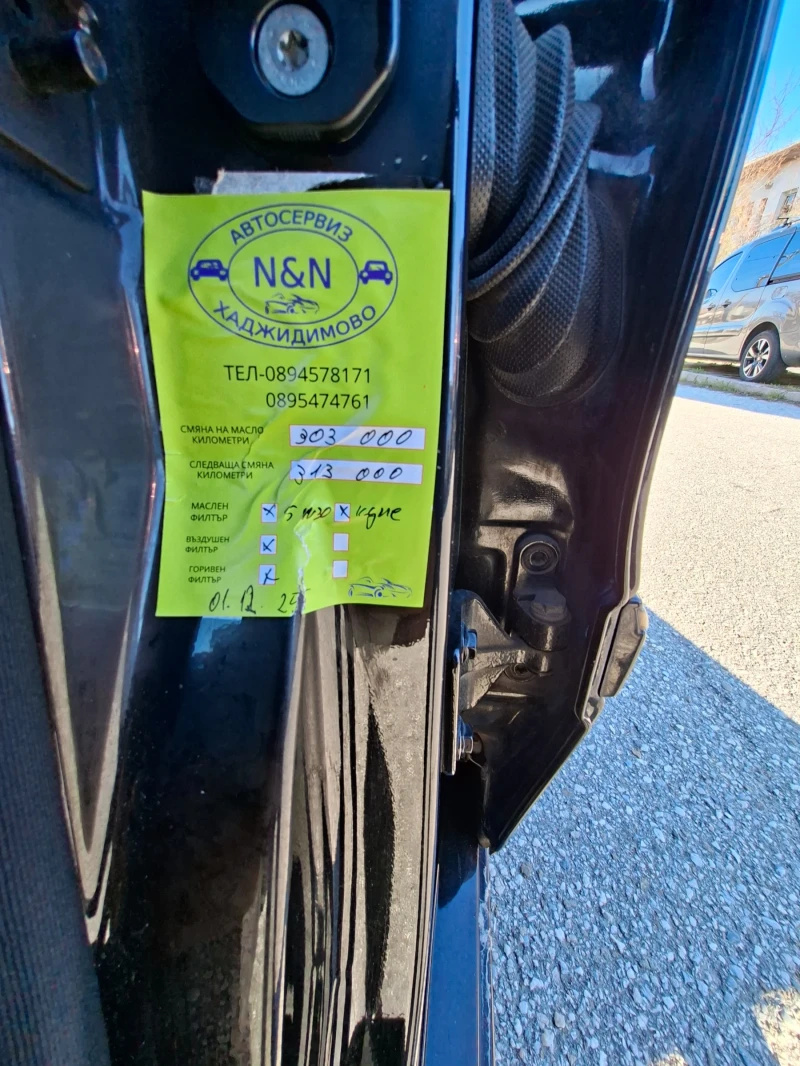 АВТОСЕРВИЗ
N&N
ХАДЖИДИМОВО
ТЕЛ-0894578171
0895474761
СМЯНА НА МАСЛО
КИЛОМЕТРИ
303 000
СЛЕДВАЩА СМЯНА
КИЛОМЕТРИ
313 000
МАСЛЕН
ФИЛТЪР
X
X
ВЪЗДУШЕН
ФИЛТЪР
X
ГОРИВЕН
ФИЛТЪР
X
01.12.25